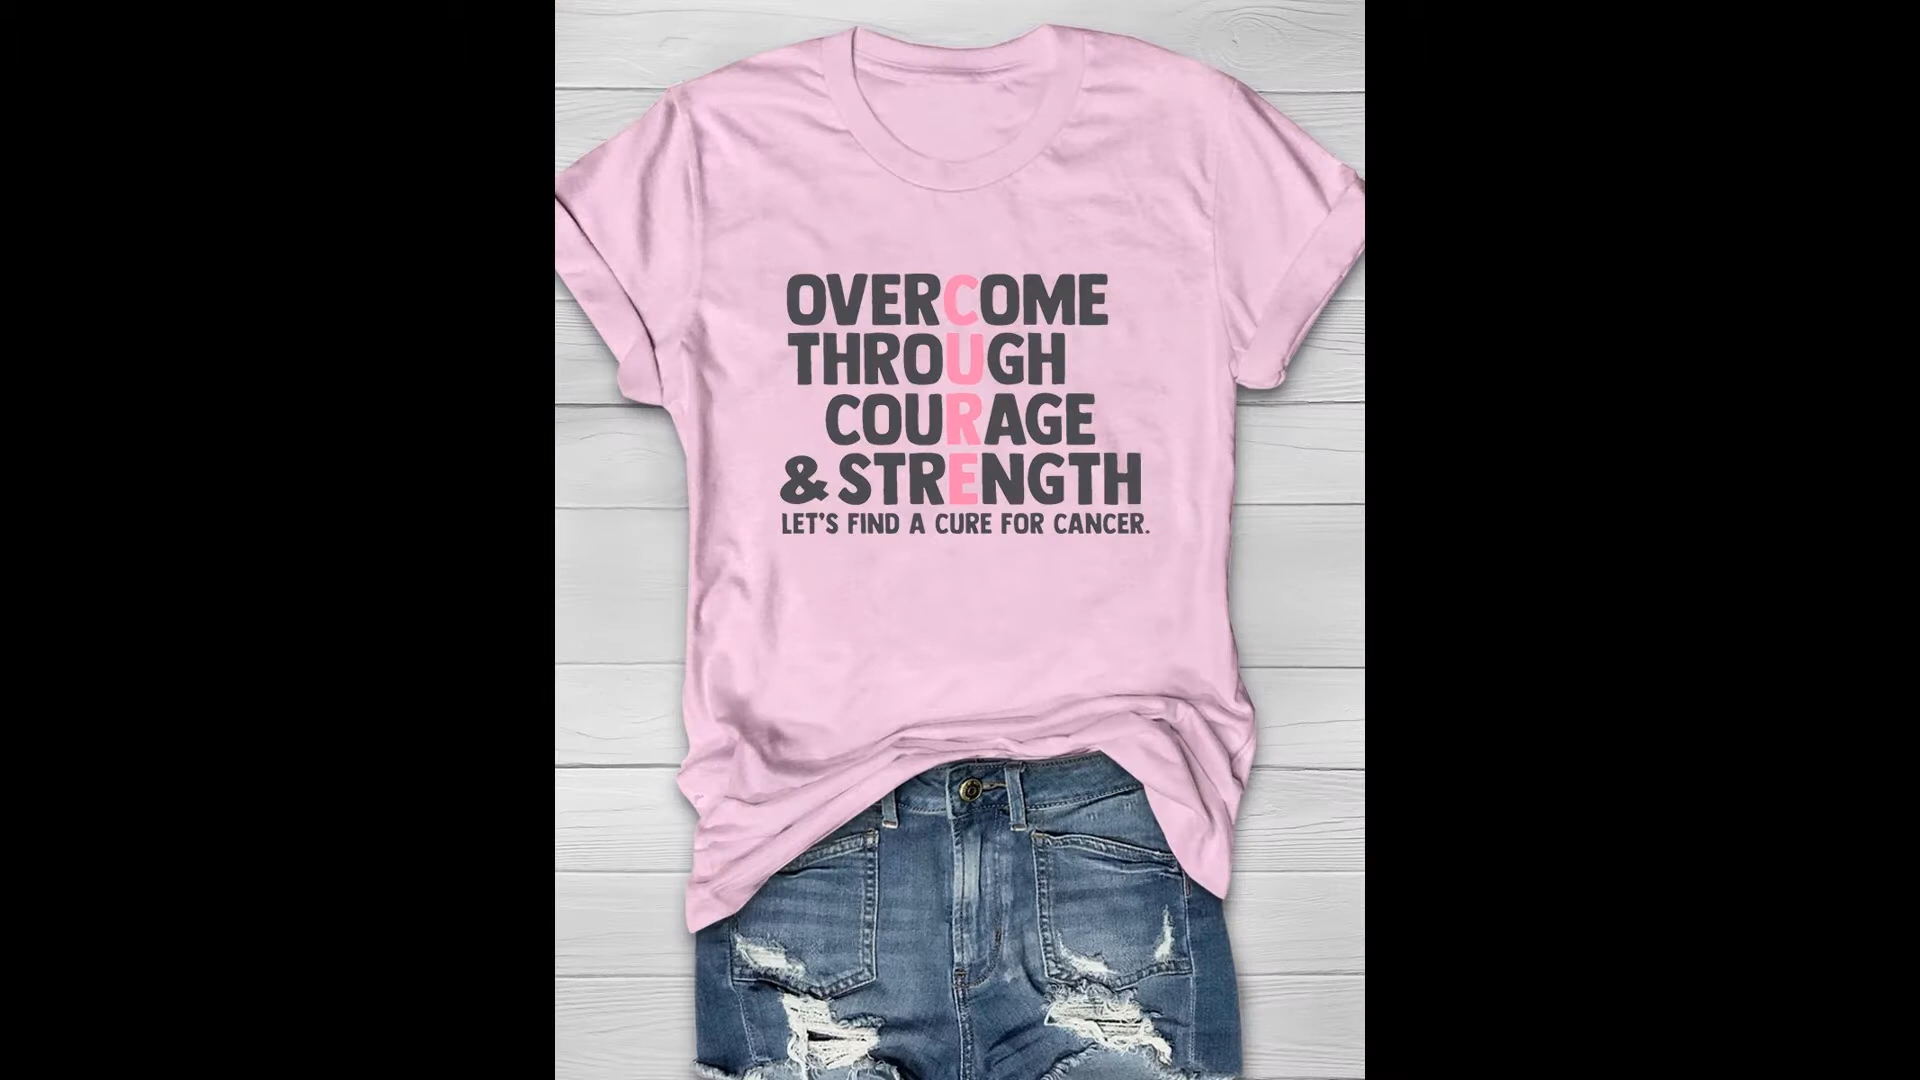 OVERCOME
THROUGH
COURAGE
& STRENGTH
LET'S FIND A CURE FOR CANCER.